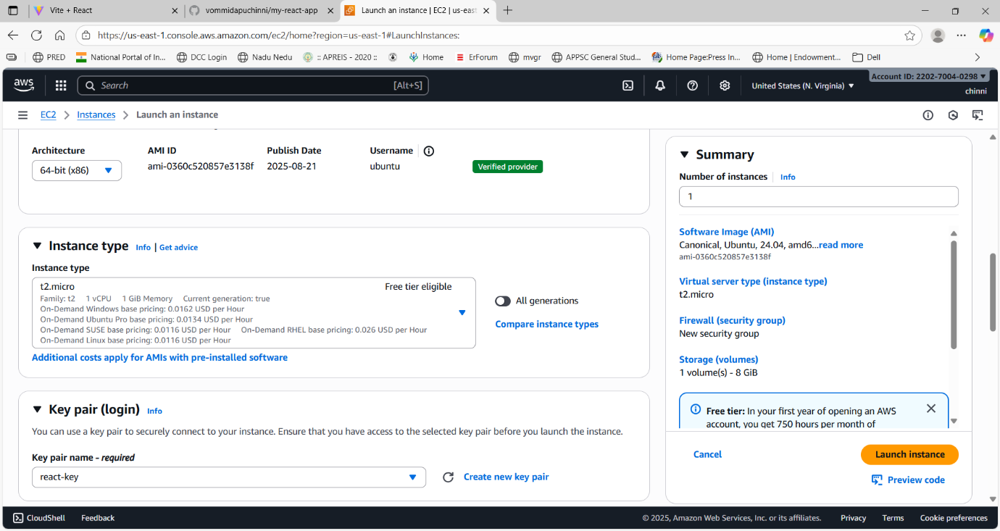 Vite + React
vommidapuchinni/my-react-app
Launch an instance | EC2 | us-east
https://us-east-1.console.aws.amazon.com/ec2/home?region=us-east-1#LaunchInstances:
PRED
National Portal of In...
DCC Login
Nadu Nedu
:: APREIS - 2020 ::
Home
ErForum
mvgr
APPSC General Stud...
Home Page:Press In...
Home | Endowment...
Dell
aws
Search
[Alt+S]
United States (N. Virginia)
Account ID: 2202-7004-0298
chinni
EC2
Instances
Launch an instance
Architecture
AMI ID
Publish Date
Username
64-bit (x86)
ami-0360c520857e3138f
2025-08-21
ubuntu
Verified provider
Instance type
Info | Get advice
Instance type
t2.micro
Free tier eligible
Family: t2 1 vCPU 1 GiB Memory Current generation: true
On-Demand Windows base pricing: 0.0162 USD per Hour
On-Demand Ubuntu Pro base pricing: 0.0134 USD per Hour
On-Demand SUSE base pricing: 0.0116 USD per Hour On-Demand RHEL base pricing: 0.026 USD per Hour
On-Demand Linux base pricing: 0.0116 USD per Hour
All generations
Compare instance types
Additional costs apply for AMIs with pre-installed software
Key pair (login)
Info
You can use a key pair to securely connect to your instance. Ensure that you have access to the selected key pair before you launch the instance.
Key pair name - required
react-key
Create new key pair
Summary
Number of instances
Info
1
Software Image (AMI)
Canonical, Ubuntu, 24.04, amd6...read more
ami-0360c520857e3138f
Virtual server type (instance type)
t2.micro
Firewall (security group)
New security group
Storage (volumes)
1 volume(s) - 8 GiB
Free tier: In your first year of opening an AWS
account, you get 750 hours per month of
Cancel
Launch instance
Preview code
CloudShell
Feedback
© 2025, Amazon Web Services, Inc. or its affiliates.
Privacy
Terms
Cookie preferences